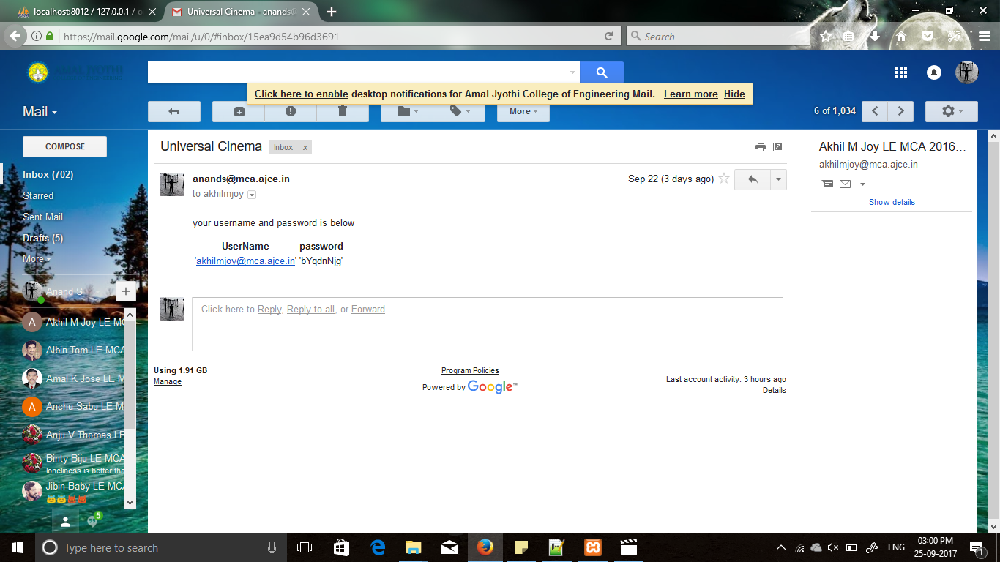 localhost:8012 / 127.0.0.1 /
Universal Cinema - anands@
https://mail.google.com/mail/u/0/#inbox/15ea9d54b96d3691
Search
Click here to enable desktop notifications for Amal Jyothi College of Engineering Mail. Learn more Hide
Mail
More
6 of 1,034
COMPOSE
Inbox (702)
Starred
Sent Mail
Drafts (5)
More
Anand S
Akhil M Joy LE MC
Albin Tom LE MCA
Amal K Jose LE M
Anchu Sabu LE M
Anju V Thomas LE
Binty Biju LE MCA
loneliness is better tha
Jibin Baby LE MCA
5
Universal Cinema
Inbox x
anands@mca.ajce.in
Sep 22 (3 days ago)
to akhilmjoy
your username and password is below
UserName password
'akhilmjoy@mca.ajce.in' 'bYqdnNjg'
Click here to Reply, Reply to all, or Forward
Using 1.91 GB
Manage
Program Policies
Powered by Google™
Last account activity: 3 hours ago
Details
Akhil M Joy LE MCA 2016...
akhilmjoy@mca.ajce.in
Show details
Type here to search
ENG
03:00 PM
25-09-2017
1